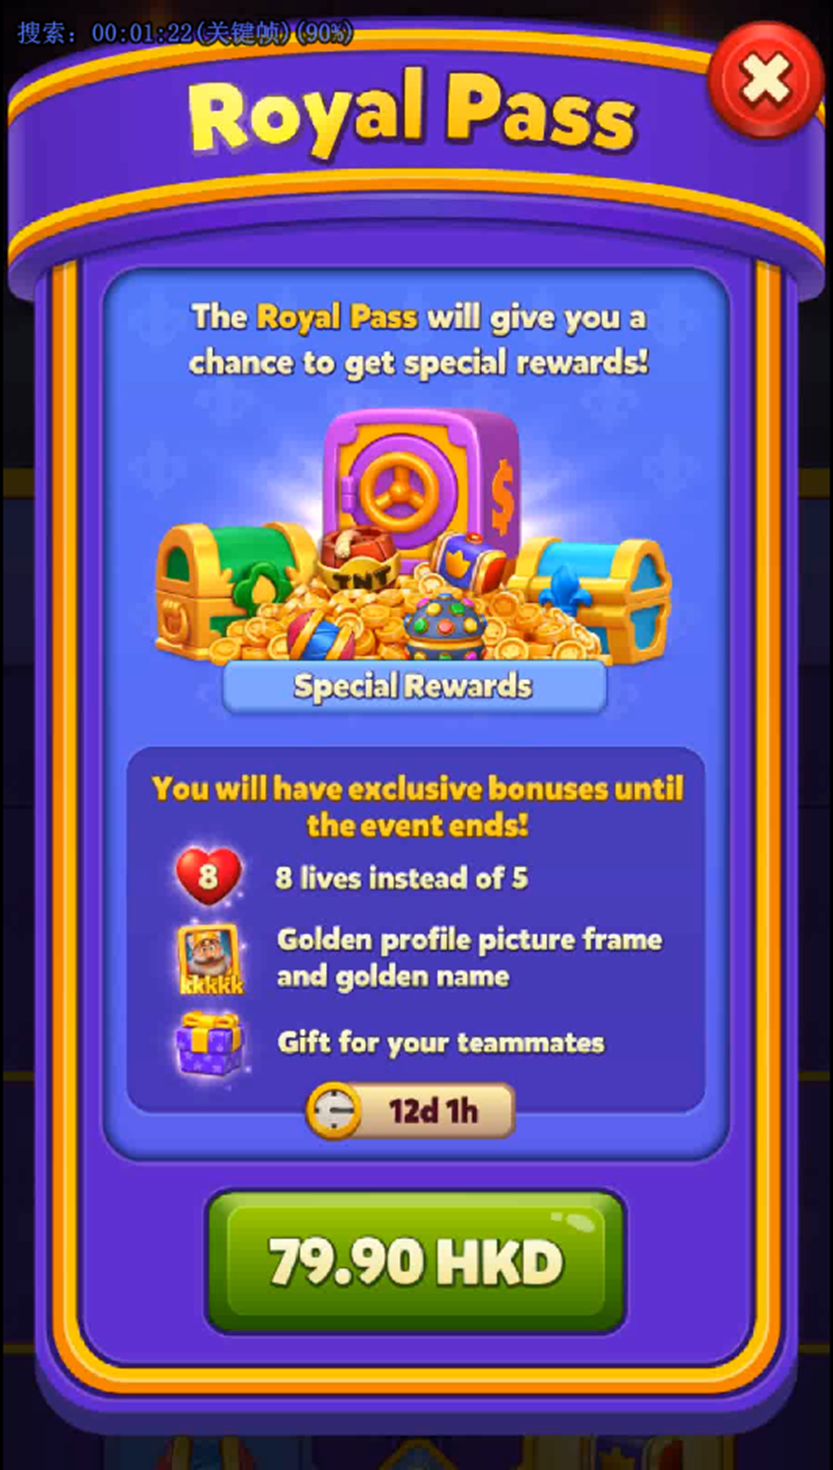 搜索：00:01:22(关键帧)(90%)
Royal Pass
The Royal Pass will give you a
chance to get special rewards!
$
TNT
Special Rewards
You will have exclusive bonuses until
the event ends!
8
8 lives instead of 5
Golden profile picture frame
and golden name
kkkkk
Gift for your teammates
12d 1h
79.90 HKD